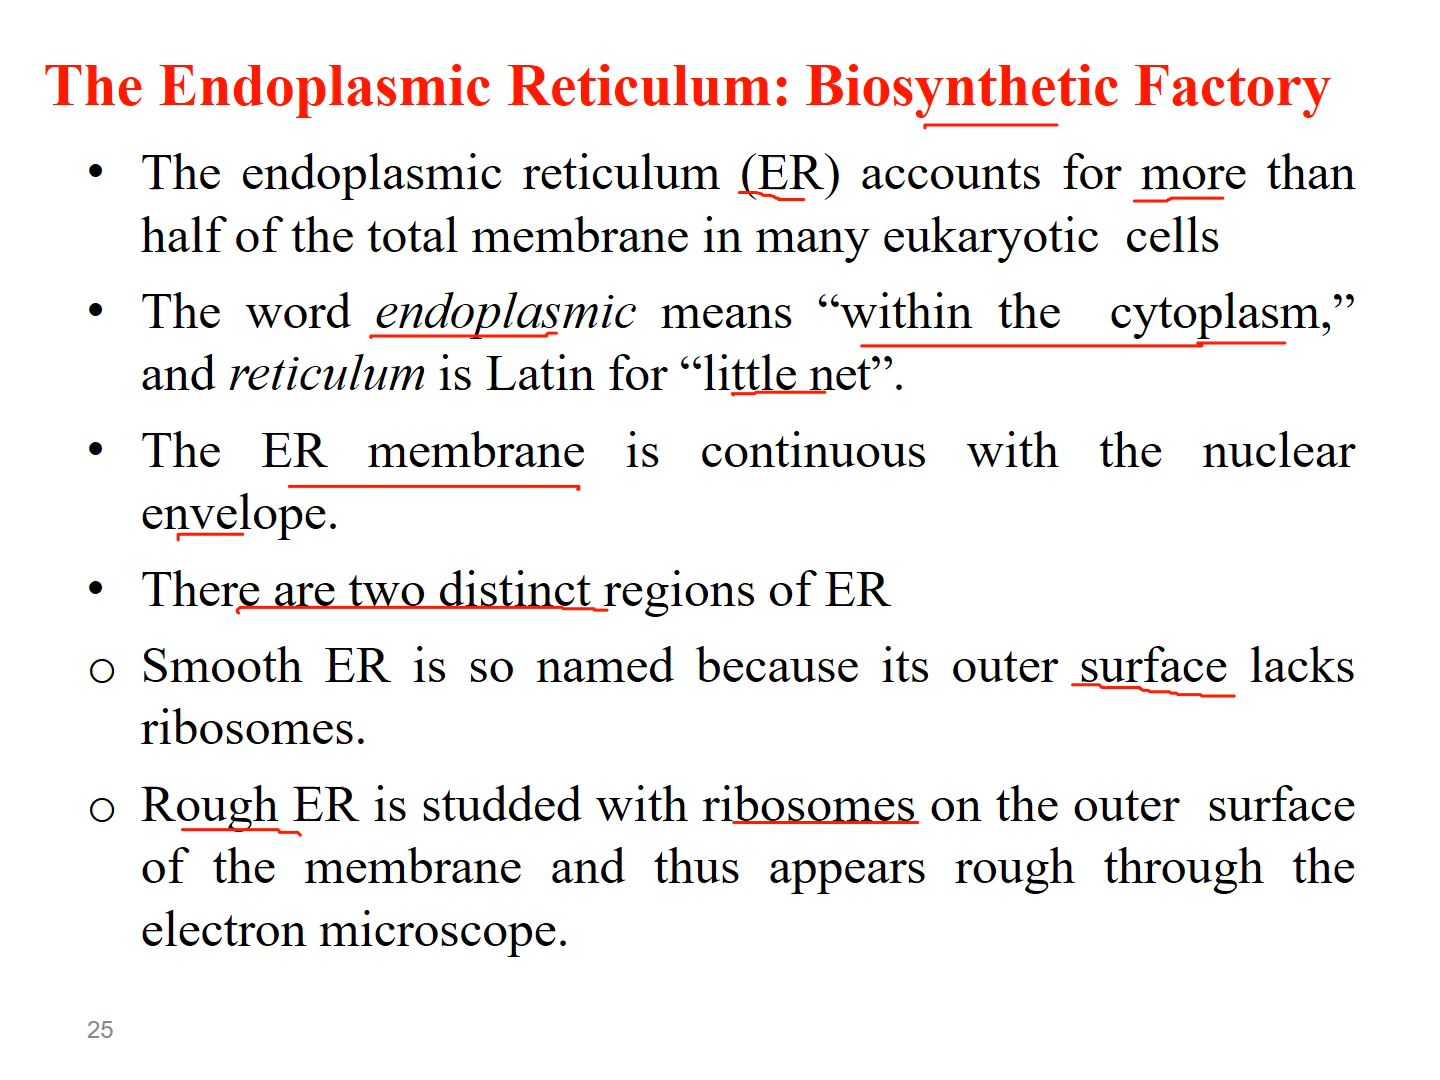 The Endoplasmic Reticulum: Biosynthetic Factory
• The endoplasmic reticulum (ER) accounts for more than
half of the total membrane in many eukaryotic cells
• The word endoplasmic means “within the cytoplasm,”
and reticulum is Latin for “little net”.
• The ER membrane is continuous with the nuclear
envelope.
• There are two distinct regions of ER
o Smooth ER is so named because its outer surface lacks
ribosomes.
o Rough ER is studded with ribosomes on the outer surface
of the membrane and thus appears rough through the
electron microscope.
25